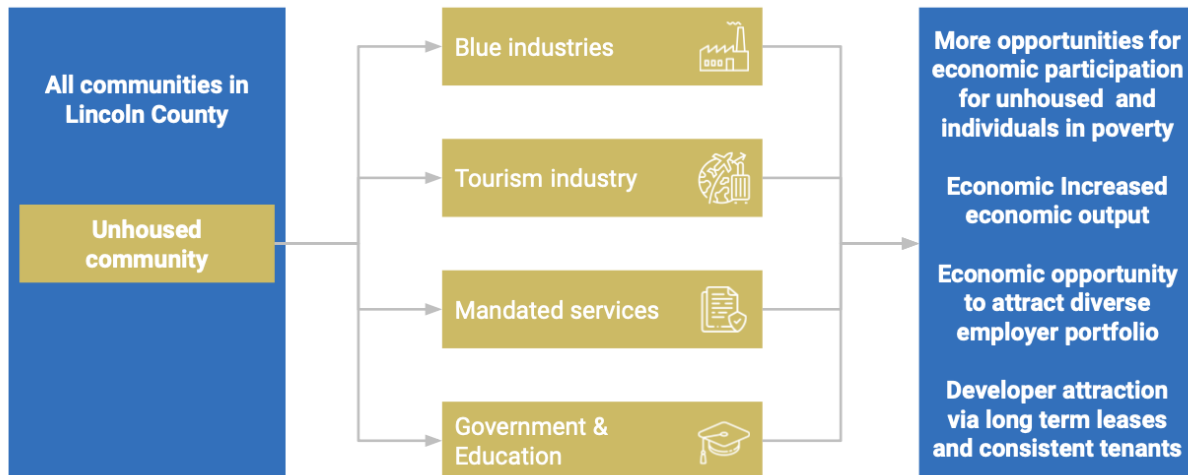 All communities in
Lincoln County
Unhoused
community
Blue industries
Tourism industry
Mandated services
Government &
Education
More opportunities for
economic participation
for unhoused and
individuals in poverty
Economic Increased
economic output
Economic opportunity
to attract diverse
employer portfolio
Developer attraction
via long term leases
and consistent tenants